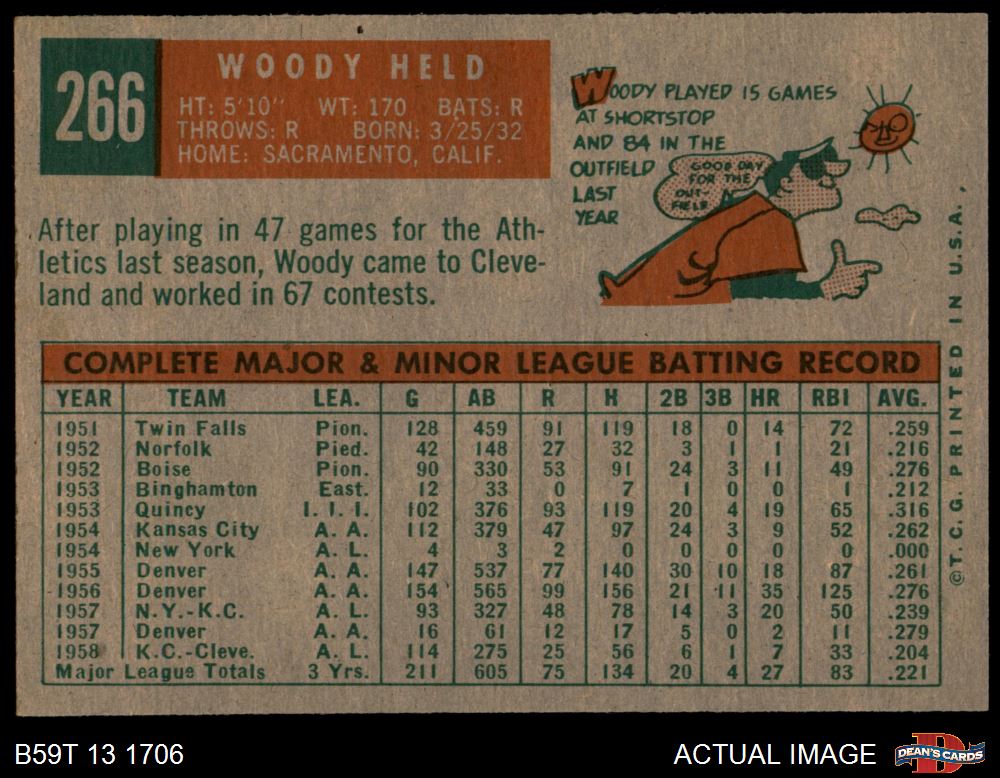 266
WOODY HELD
HT: 5'10" WT: 170 BATS: R
THROWS: R BORN: 3/25/32
HOME: SACRAMENTO, CALIF.
WOODY PLAYED 15 GAMES
AT SHORTSTOP
AND 84 IN THE
OUTFIELD
LAST
YEAR
GOOD DAY
FOR THE
OUT-
FIELD
After playing in 47 games for the Ath-
letics last season, Woody came to Cleve-
land and worked in 67 contests.
COMPLETE MAJOR & MINOR LEAGUE BATTING RECORD
YEAR TEAM LEA. G AB R H 2B 3B HR RBI AVG.
1951 Twin Falls Pion. 128 459 91 119 18 0 14 72 .259
1952 Norfolk Pied. 42 148 27 32 3 1 1 21 .216
1952 Boise Pion. 90 330 53 91 24 3 11 49 .276
1953 Binghamton East. 12 33 0 7 1 0 0 1 .212
1953 Quincy I. I. I. 102 376 93 119 20 4 19 65 .316
1954 Kansas City A. A. 112 379 47 97 24 3 9 52 .262
1954 New York A. L. 4 3 2 0 0 0 0 0 .000
1955 Denver A. A. 147 537 77 140 30 10 18 87 .261
1956 Denver A. A. 154 565 99 156 21 11 35 125 .276
1957 N.Y.-K.C. A. L. 93 327 48 78 14 3 20 50 .239
1957 Denver A. A. 16 61 12 17 5 0 2 11 .279
1958 K.C.-Cleve. A. L. 114 275 25 56 6 1 7 33 .204
Major League Totals 3 Yrs. 211 605 75 134 20 4 27 83 .221
©T.C.G. PRINTED IN U.S.A.
B59T 13 1706
ACTUAL IMAGE
D
DEAN'S CARDS